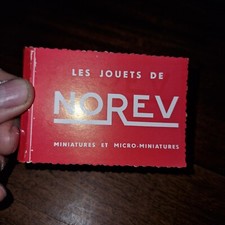 LES JOUETS DE
NOREV
MINIATURES ET MICRO-MINIATURES